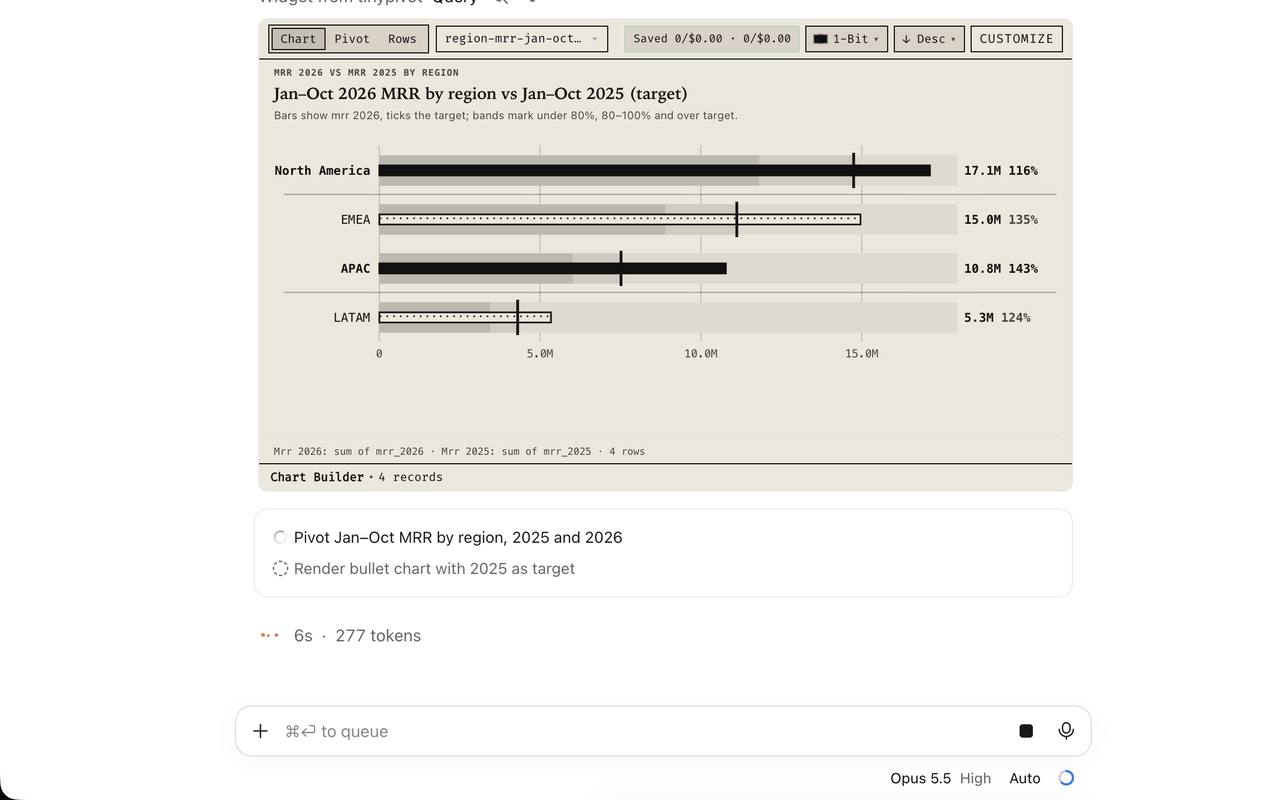 Widget from tinypivot Query
Chart Pivot Rows region-mrr-jan-oct… Saved 0/$0.00 · 0/$0.00 1-Bit ↓ Desc CUSTOMIZE
MRR 2026 VS MRR 2025 BY REGION
Jan–Oct 2026 MRR by region vs Jan–Oct 2025 (target)
Bars show mrr 2026, ticks the target; bands mark under 80%, 80–100% and over target.
North America 17.1M 116%
EMEA 15.0M 135%
APAC 10.8M 143%
LATAM 5.3M 124%
0 5.0M 10.0M 15.0M
Mrr 2026: sum of mrr_2026 · Mrr 2025: sum of mrr_2025 · 4 rows
Chart Builder • 4 records
Pivot Jan–Oct MRR by region, 2025 and 2026
Render bullet chart with 2025 as target
6s · 277 tokens
⌘⏎ to queue
Opus 5.5 High Auto